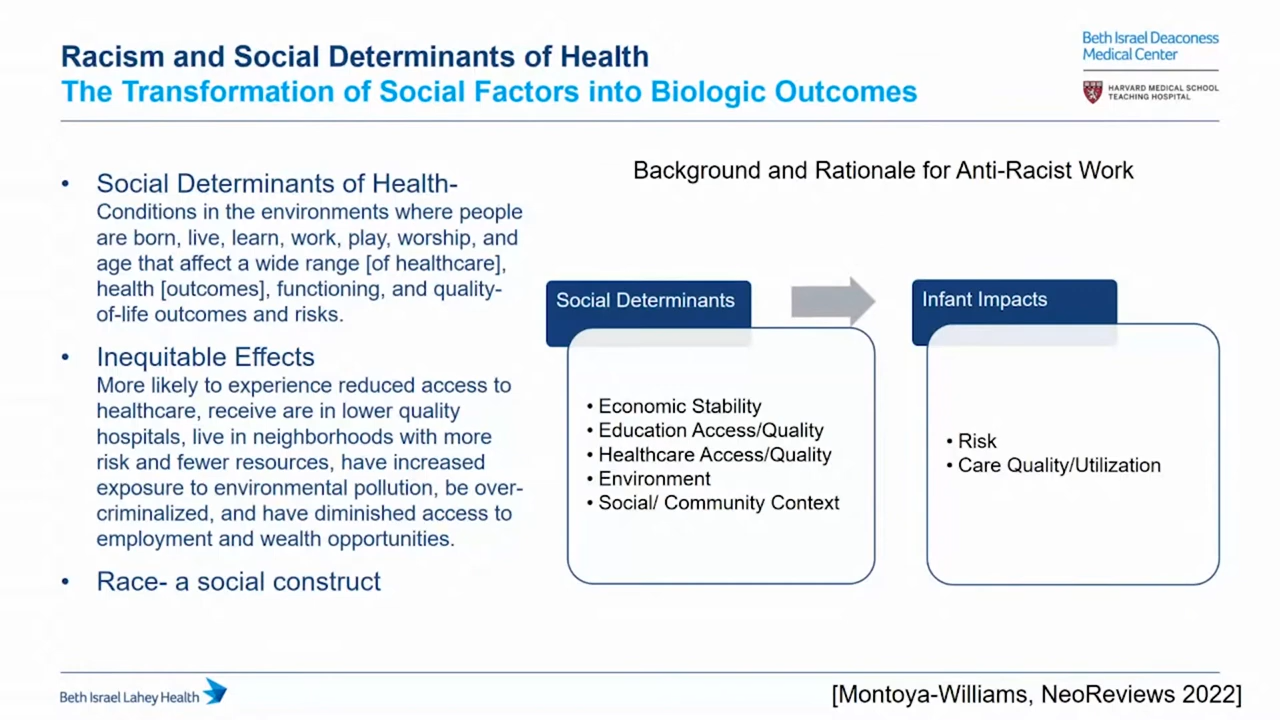 Racism and Social Determinants of Health
The Transformation of Social Factors into Biologic Outcomes
Beth Israel Deaconess
Medical Center
HARVARD MEDICAL SCHOOL
TEACHING HOSPITAL
• Social Determinants of Health-
Conditions in the environments where people
are born, live, learn, work, play, worship, and
age that affect a wide range [of healthcare],
health [outcomes], functioning, and quality-
of-life outcomes and risks.
• Inequitable Effects
More likely to experience reduced access to
healthcare, receive are in lower quality
hospitals, live in neighborhoods with more
risk and fewer resources, have increased
exposure to environmental pollution, be over-
criminalized, and have diminished access to
employment and wealth opportunities.
• Race- a social construct
Background and Rationale for Anti-Racist Work
Social Determinants
• Economic Stability
• Education Access/Quality
• Healthcare Access/Quality
• Environment
• Social/ Community Context
Infant Impacts
• Risk
• Care Quality/Utilization
Beth Israel Lahey Health
[Montoya-Williams, NeoReviews 2022]